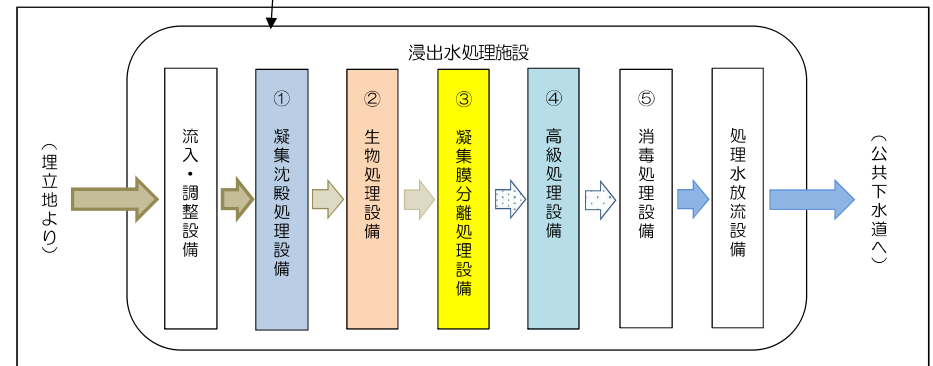 浸出水処理施設
（埋立地より）
流入・調整設備
① 凝集沈殿処理設備
② 生物処理設備
③ 凝集膜分離処理設備
④ 高級処理設備
⑤ 消毒処理設備
処理水放流設備
（公共下水道へ）